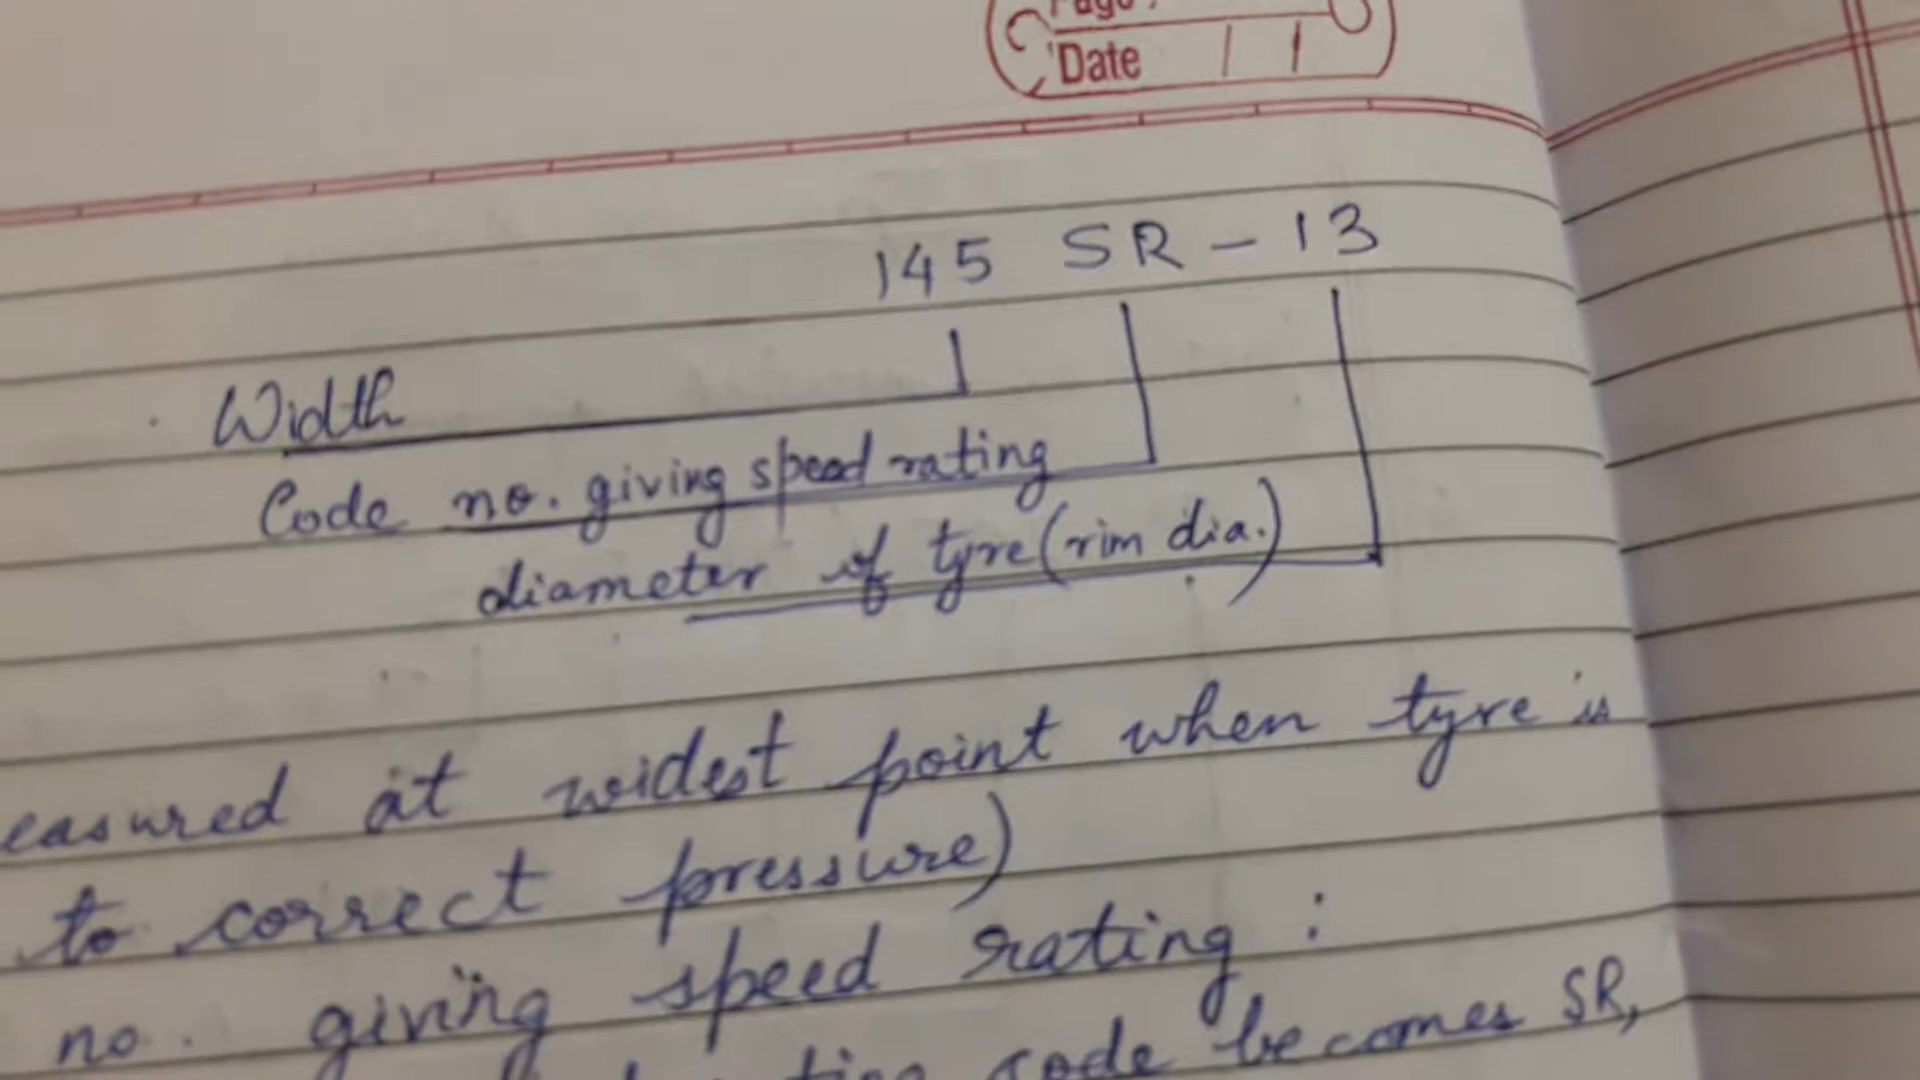 Page:
Date
145 SR - 13
Width
Code no. giving speed rating
diameter of tyre (rim dia.)
easured at widest point when tyre is
to correct pressure)
no. giving speed rating :
code becomes SR,